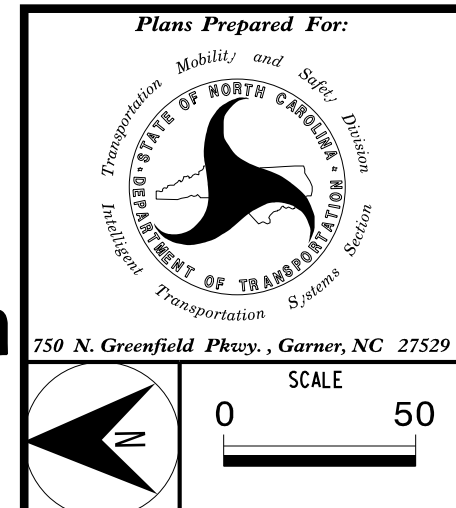 Plans Prepared For:
Transportation Mobility and Safety Division
STATE OF NORTH CAROLINA
DEPARTMENT OF TRANSPORTATION
Intelligent Transportation Systems Section
750 N. Greenfield Pkwy. , Garner, NC 27529
N
SCALE
0 50